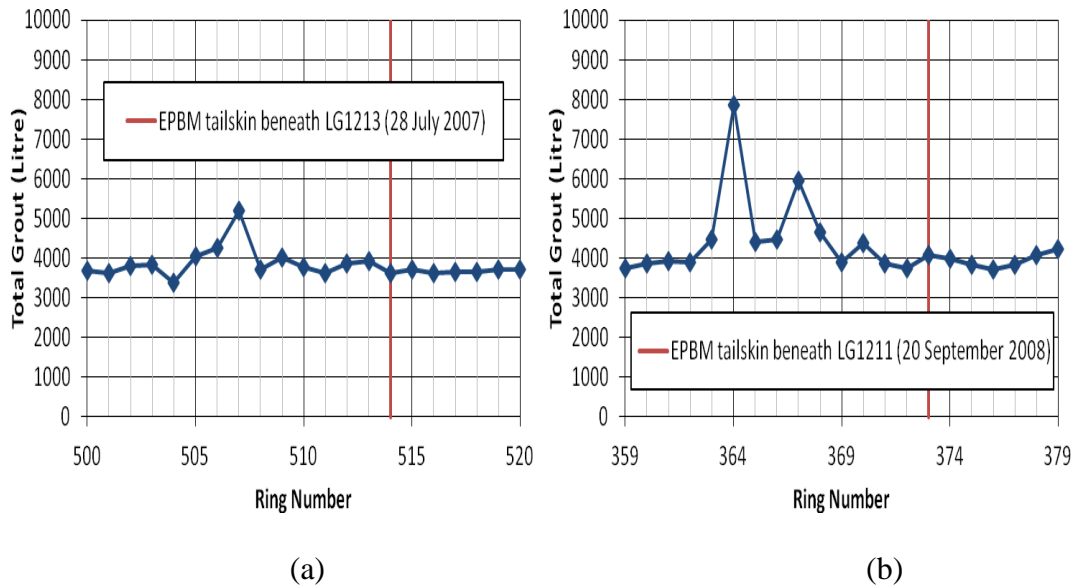 10000
9000
8000
7000
6000
5000
4000
3000
2000
1000
0
Total Grout (Litre)
EPBM tailskin beneath LG1213 (28 July 2007)
500 505 510 515 520
Ring Number
(a)
10000
9000
8000
7000
6000
5000
4000
3000
2000
1000
0
Total Grout (Litre)
EPBM tailskin beneath LG1211 (20 September 2008)
359 364 369 374 379
Ring Number
(b)